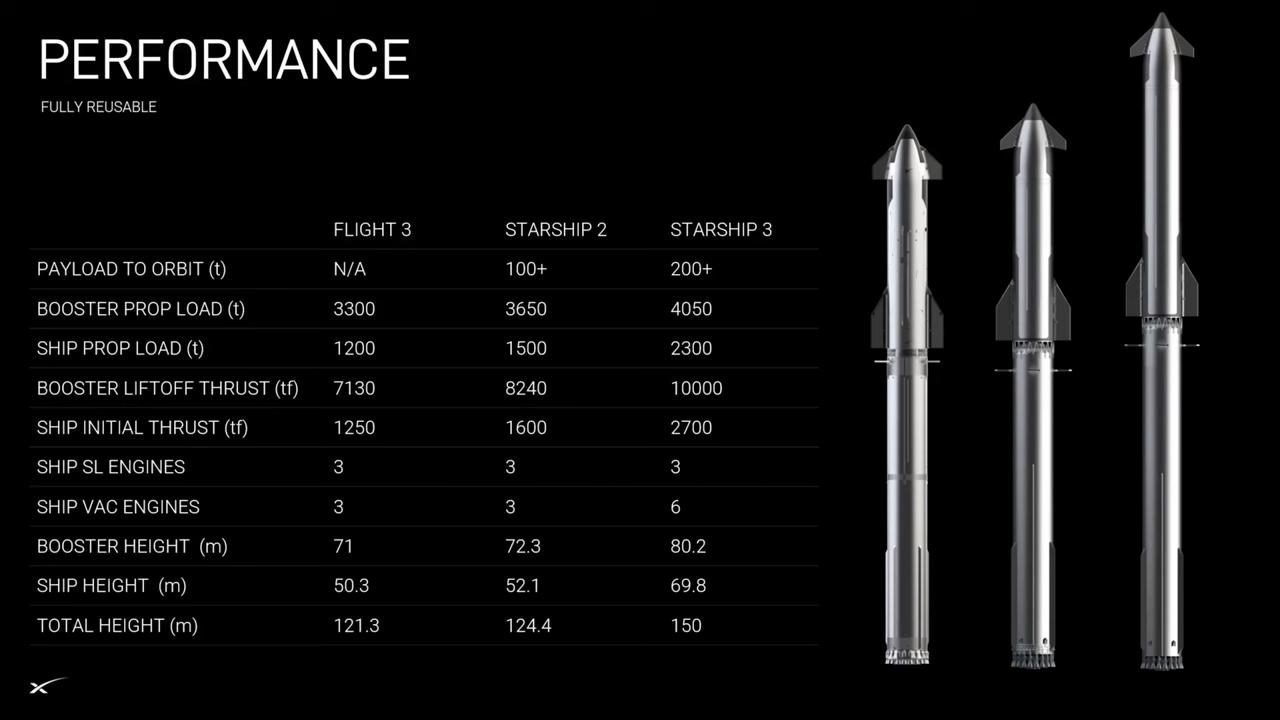 PERFORMANCE
FULLY REUSABLE
FLIGHT 3 STARSHIP 2 STARSHIP 3
PAYLOAD TO ORBIT (t) N/A 100+ 200+
BOOSTER PROP LOAD (t) 3300 3650 4050
SHIP PROP LOAD (t) 1200 1500 2300
BOOSTER LIFTOFF THRUST (tf) 7130 8240 10000
SHIP INITIAL THRUST (tf) 1250 1600 2700
SHIP SL ENGINES 3 3 3
SHIP VAC ENGINES 3 3 6
BOOSTER HEIGHT (m) 71 72.3 80.2
SHIP HEIGHT (m) 50.3 52.1 69.8
TOTAL HEIGHT (m) 121.3 124.4 150